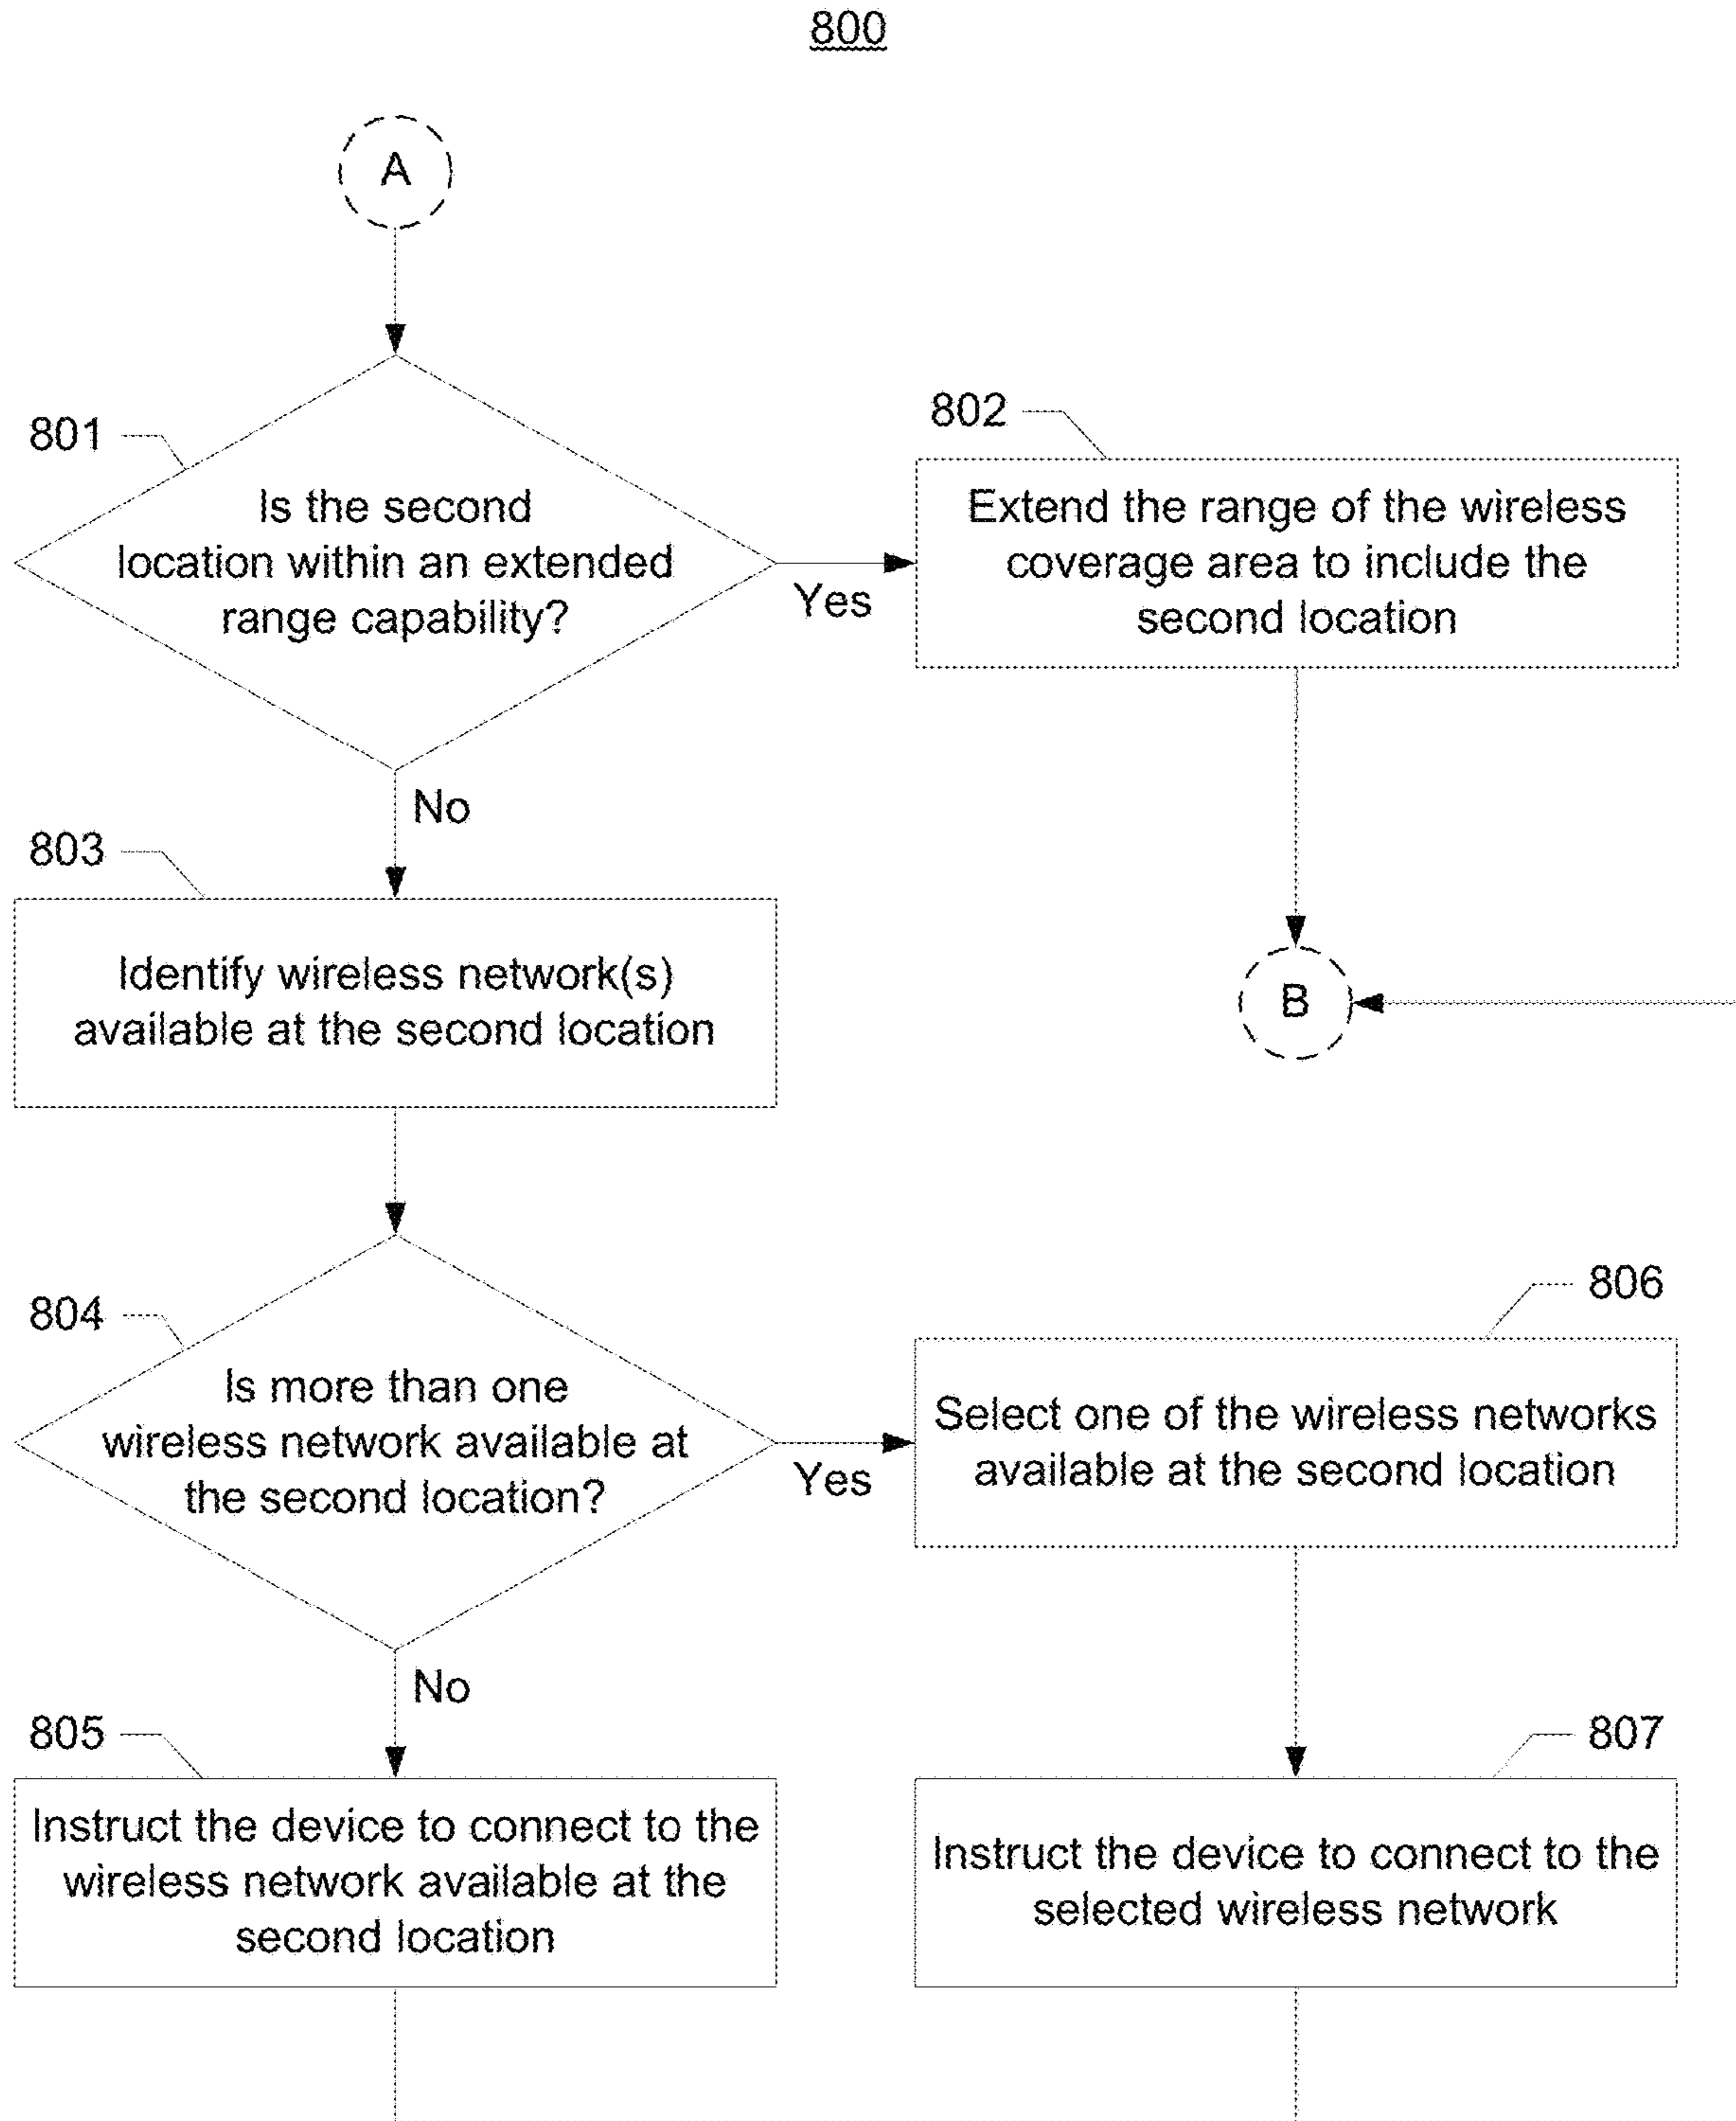 800
A
801
Is the second
location within an extended
range capability?
Yes
802
Extend the range of the wireless
coverage area to include the
second location
No
803
Identify wireless network(s)
available at the second location
B
804
Is more than one
wireless network available at
the second location?
Yes
806
Select one of the wireless networks
available at the second location
No
805
Instruct the device to connect to the
wireless network available at the
second location
807
Instruct the device to connect to the
selected wireless network